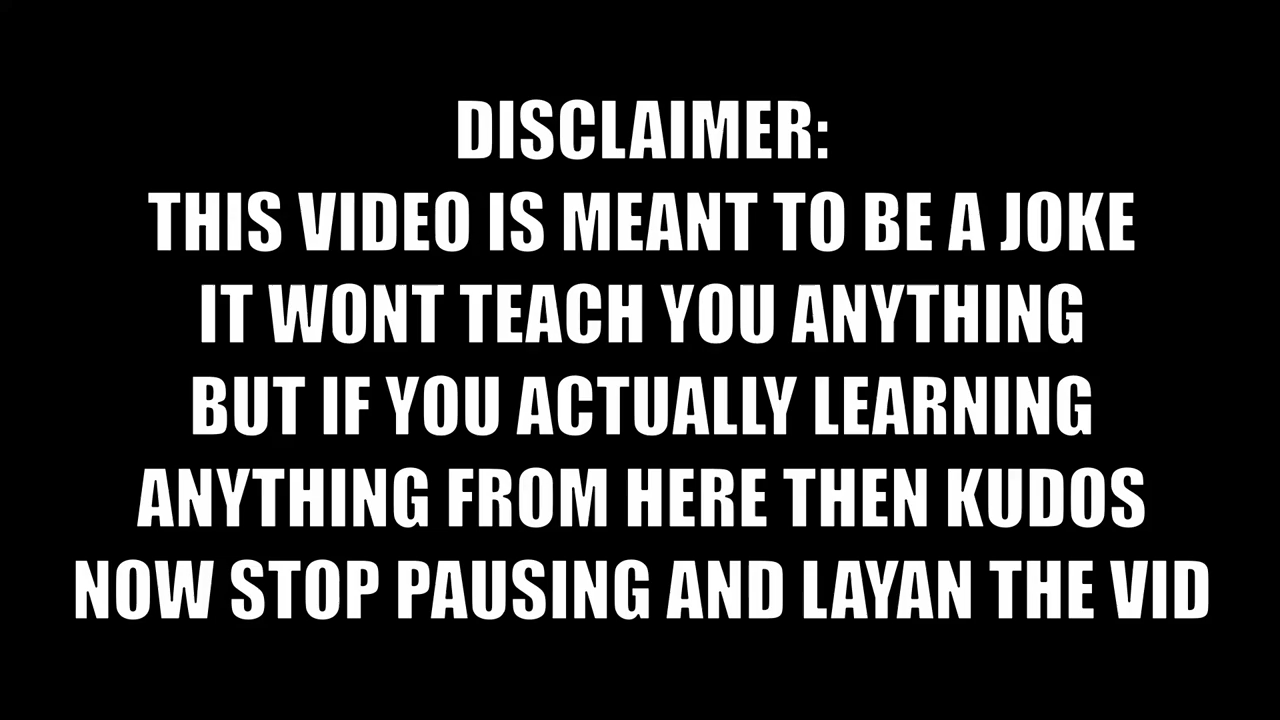 DISCLAIMER:
THIS VIDEO IS MEANT TO BE A JOKE
IT WONT TEACH YOU ANYTHING
BUT IF YOU ACTUALLY LEARNING
ANYTHING FROM HERE THEN KUDOS
NOW STOP PAUSING AND LAYAN THE VID